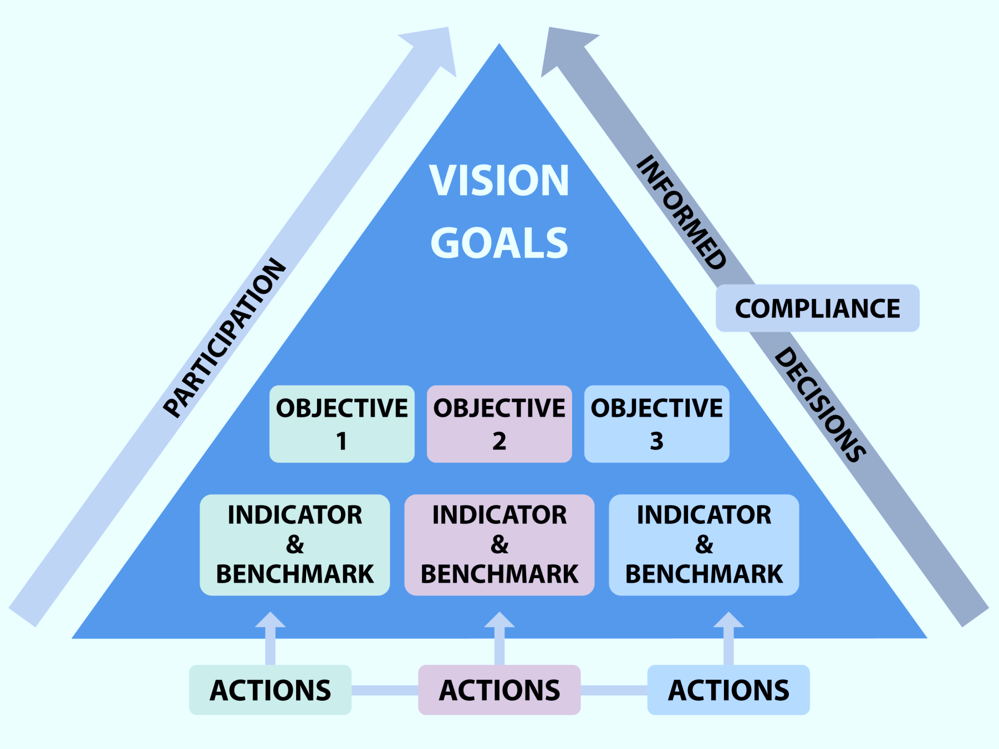 VISION
GOALS
PARTICIPATION
INFORMED
COMPLIANCE
DECISIONS
OBJECTIVE
1
OBJECTIVE
2
OBJECTIVE
3
INDICATOR
&
BENCHMARK
INDICATOR
&
BENCHMARK
INDICATOR
&
BENCHMARK
ACTIONS
ACTIONS
ACTIONS